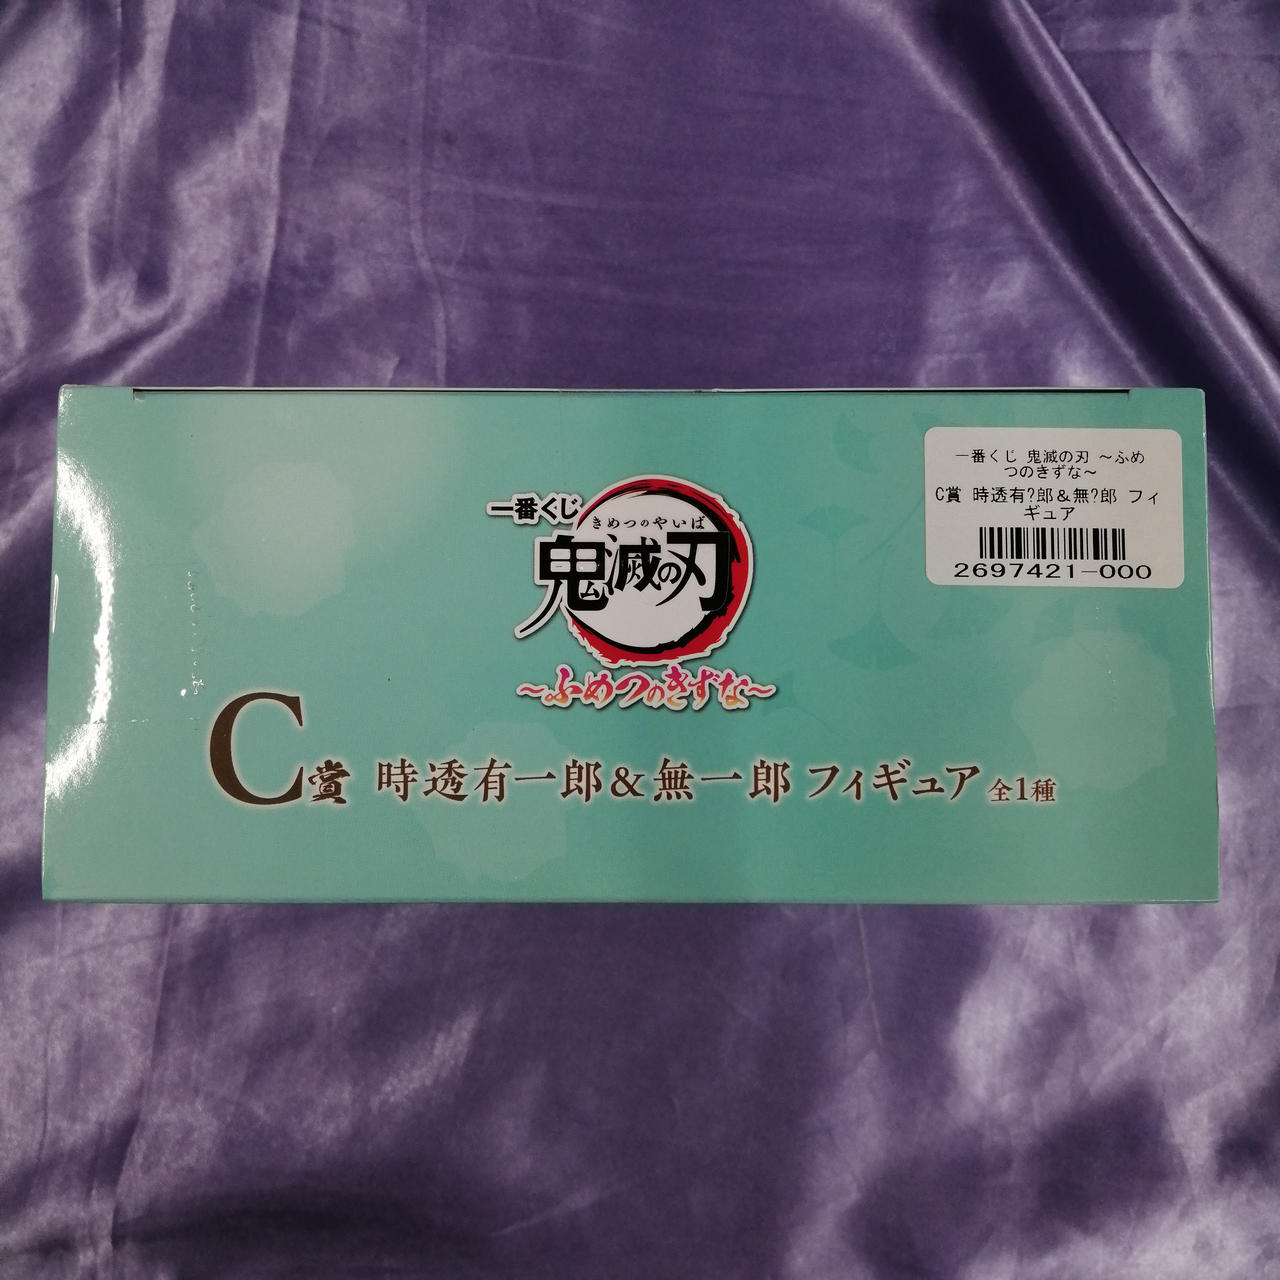 一番くじ
きめつのやいば
鬼滅の刃
～ふめつのきずな～
C賞 時透有一郎＆無一郎 フィギュア 全1種
一番くじ 鬼滅の刃 ～ふめ
つのきずな～
C賞 時透有?郎＆無?郎 フィ
ギュア
2697421-000